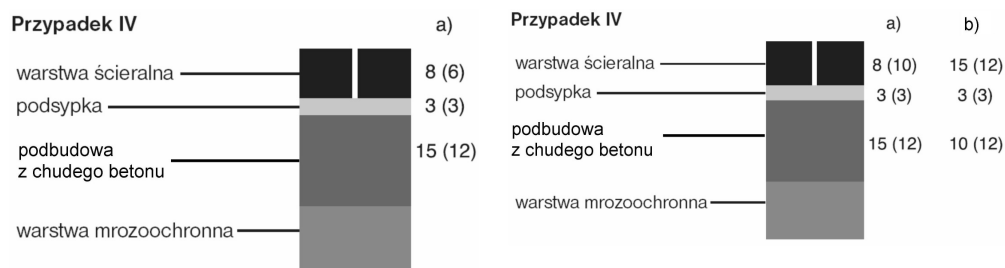 Przypadek IV a)
warstwa ścieralna 8 (6)
podsypka 3 (3)
podbudowa
z chudego betonu 15 (12)
warstwa mrozoochronna
Przypadek IV a) b)
warstwa ścieralna 8 (10) 15 (12)
podsypka 3 (3) 3 (3)
podbudowa
z chudego betonu 15 (12) 10 (12)
warstwa mrozoochronna